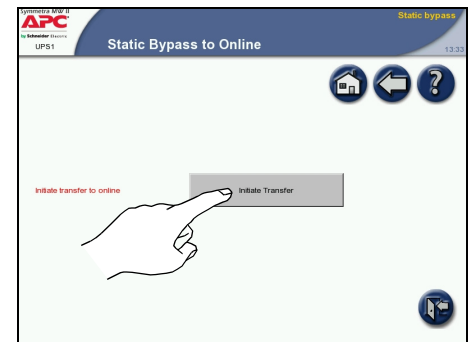 Symmetra MW II
APC
by Schneider Electric
Static bypass
UPS1
Static Bypass to Online
13:33
?
Initiate transfer to online
Initiate Transfer